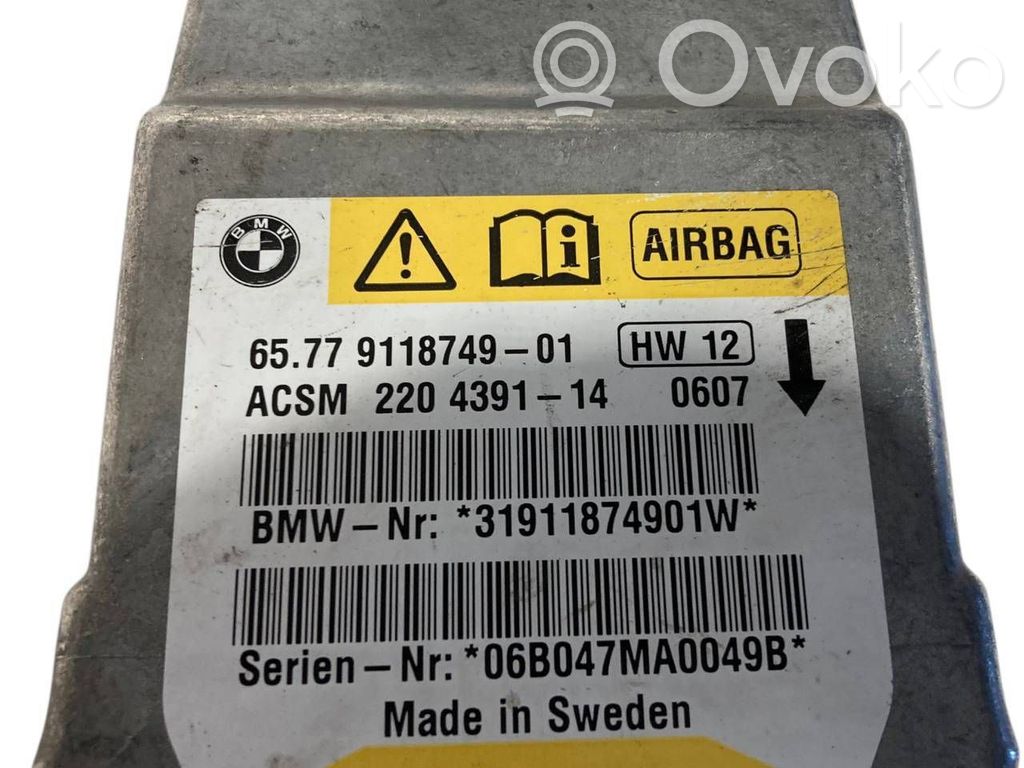 Ovoko
BMW
AIRBAG
65.77 9118749-01 HW 12
ACSM 220 4391-14 0607
BMW-Nr: *31911874901W*
Serien-Nr: *06B047MA0049B*
Made in Sweden